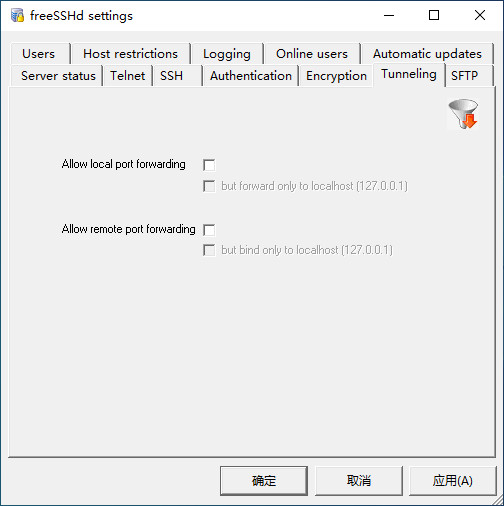 freeSSHd settings
Users Host restrictions Logging Online users Automatic updates
Server status Telnet SSH Authentication Encryption Tunneling SFTP
Allow local port forwarding
but forward only to localhost (127.0.0.1)
Allow remote port forwarding
but bind only to localhost (127.0.0.1)
确定 取消 应用(A)